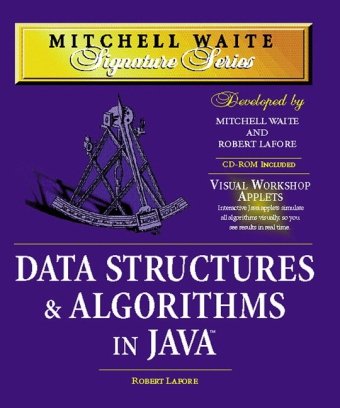 MITCHELL WAITE
Signature Series
Developed by
MITCHELL WAITE
AND
ROBERT LAFORE
CD-ROM INCLUDED
VISUAL WORKSHOP
APPLETS
Interactive Java applets simulate
all algorithms visually, so you
see results in real time.
DATA STRUCTURES
& ALGORITHMS
IN JAVA™
ROBERT LAFORE